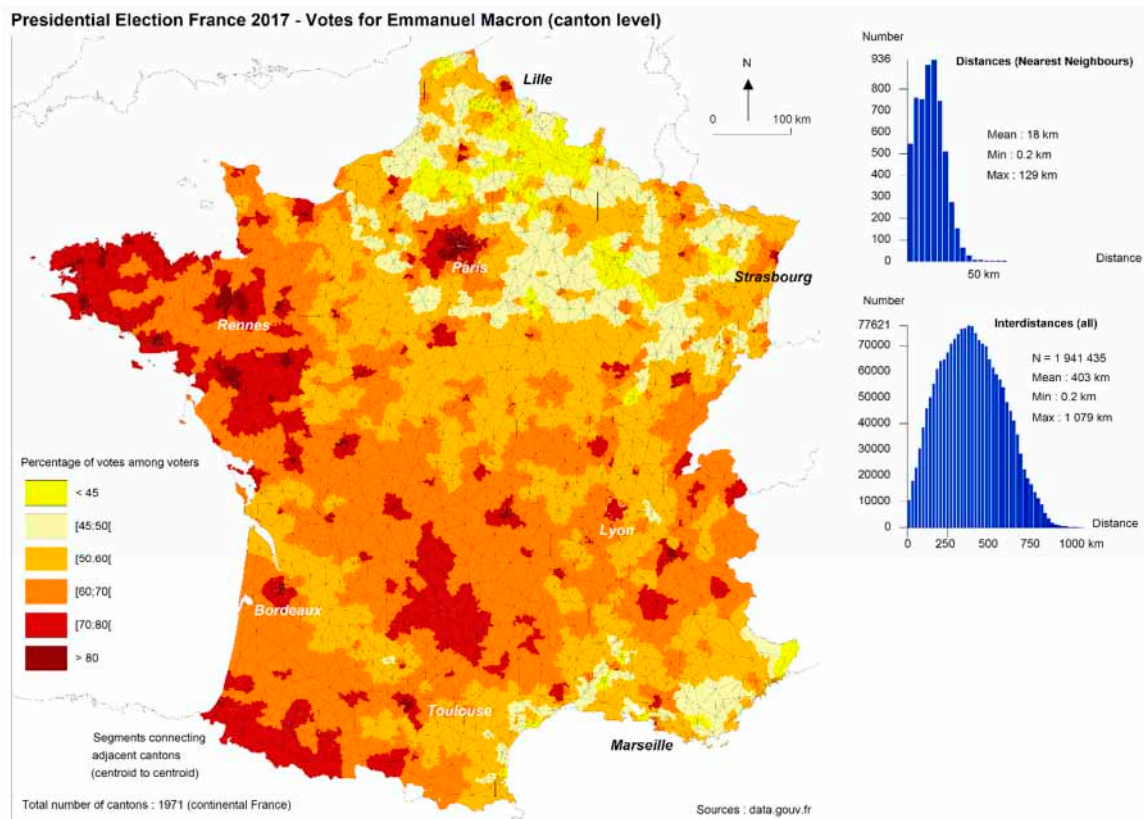 Presidential Election France 2017 - Votes for Emmanuel Macron (canton level)
Lille
N
0 100 km
Paris
Strasbourg
Rennes
Lyon
Bordeaux
Toulouse
Marseille
Percentage of votes among voters
< 45
[45:50[
[50:60[
[60:70[
[70:80[
> 80
Segments connecting
adjacent cantons
(centroid to centroid)
Total number of cantons : 1971 (continental France)
Sources : data.gouv.fr
Number
936
800
600
500
400
300
200
100
0
Distances (Nearest Neighbours)
Mean : 18 km
Min : 0.2 km
Max : 129 km
50 km
Distance
Number
77621
70000
60000
50000
40000
30000
20000
10000
0
Interdistances (all)
N = 1 941 435
Mean : 403 km
Min : 0.2 km
Max : 1 079 km
Distance
0 250 500 750 1000 km